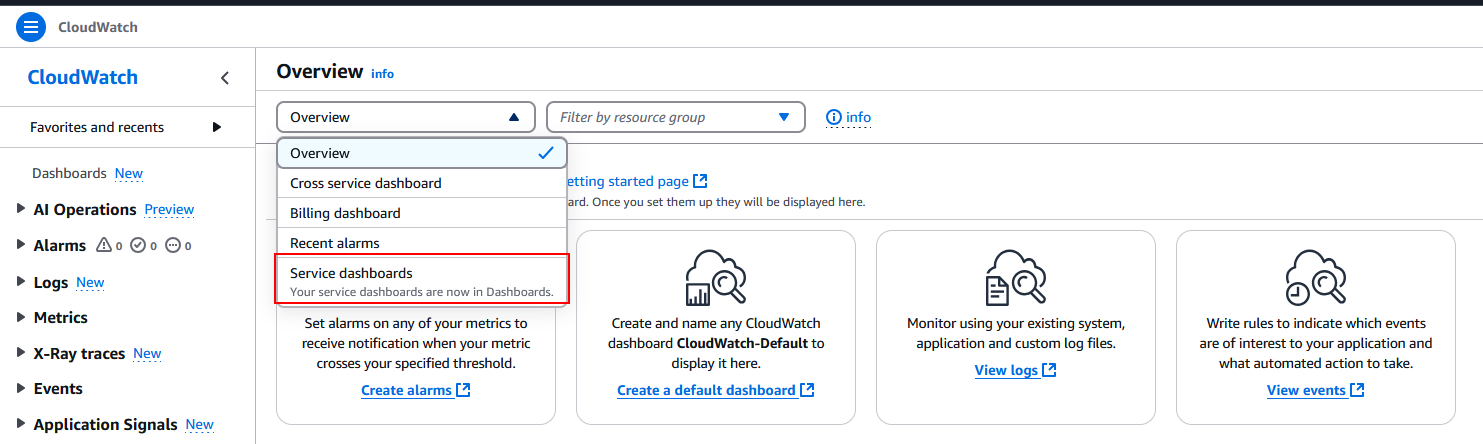 CloudWatch
CloudWatch
Favorites and recents
Dashboards New
AI Operations Preview
Alarms 0 0 0
Logs New
Metrics
X-Ray traces New
Events
Application Signals New
Overview info
Overview
Filter by resource group
info
Overview
Cross service dashboard
Billing dashboard
Recent alarms
Service dashboards
Your service dashboards are now in Dashboards.
etting started page
ard. Once you set them up they will be displayed here.
Set alarms on any of your metrics to
receive notification when your metric
crosses your specified threshold.
Create alarms
Create and name any CloudWatch
dashboard CloudWatch-Default to
display it here.
Create a default dashboard
Monitor using your existing system,
application and custom log files.
View logs
Write rules to indicate which events
are of interest to your application and
what automated action to take.
View events